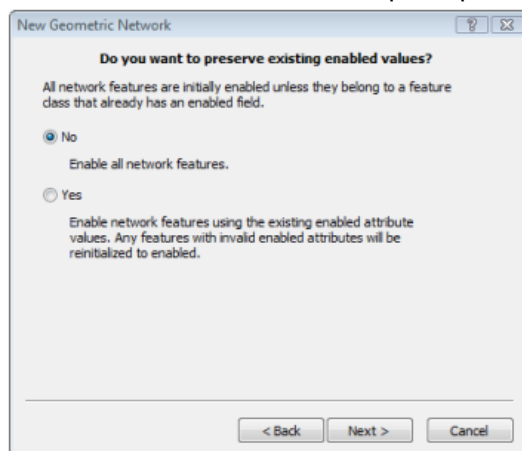 New Geometric Network
Do you want to preserve existing enabled values?
All network features are initially enabled unless they belong to a feature
class that already has an enabled field.
No
Enable all network features.
Yes
Enable network features using the existing enabled attribute
values. Any features with invalid enabled attributes will be
reinitialized to enabled.
< Back Next > Cancel